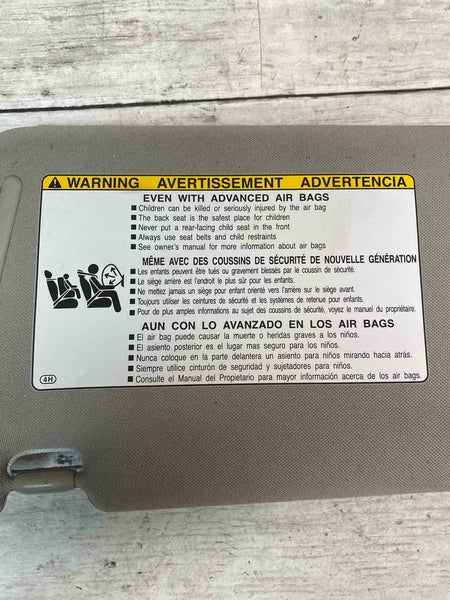 ⚠ WARNING AVERTISSEMENT ADVERTENCIA
EVEN WITH ADVANCED AIR BAGS
■ Children can be killed or seriously injured by the air bag
■ The back seat is the safest place for children
■ Never put a rear-facing child seat in the front
■ Always use seat belts and child restraints
■ See owner's manual for more information about air bags
MÊME AVEC DES COUSSINS DE SÉCURITÉ DE NOUVELLE GÉNÉRATION
■ Les enfants peuvent être tués ou gravement blessés par le coussin de sécurité.
■ Le siège arrière est l'endroit le plus sûr pour les enfants.
■ Ne mettez jamais un siège pour enfant orienté vers l'arrière sur le siège avant.
■ Toujours utiliser les ceintures de sécurité et les systèmes de retenue pour enfants.
■ Pour de plus amples informations au sujet des coussins de sécurité, voyez le manuel du propriétaire.
AUN CON LO AVANZADO EN LOS AIR BAGS
■ El air bag puede causar la muerte o heridas graves a los niños.
■ El asiento posterior es el lugar mas seguro para los niños.
■ Nunca coloque en la parte delantera un asiento para niños mirando hacia atrás.
■ Siempre utilice cinturón de seguridad y sujetadores para niños.
■ Consulte el Manual del Propietario para mayor información acerca de los air bags.
4H